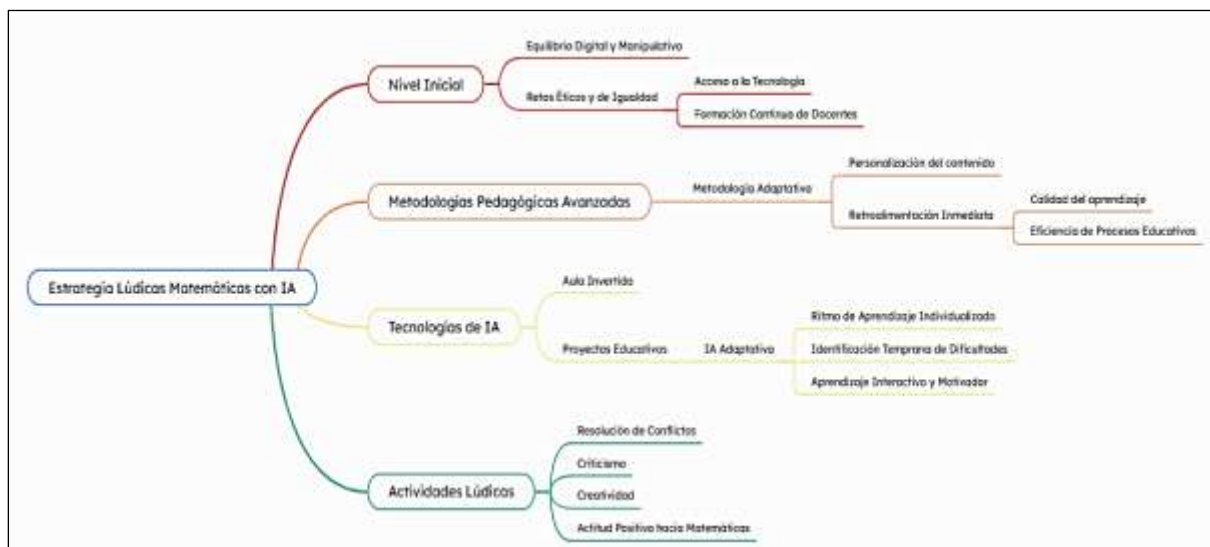 Estrategia Lúdicas Matemáticas con IA
Nivel Inicial
Equilibrio Digital y Manipulativo
Retos Éticos y de Igualdad
Acceso a la Tecnología
Formación Continua de Docentes
Metodologías Pedagógicas Avanzadas
Metodología Adaptativa
Personalización del contenido
Retroalimentación Inmediata
Calidad del aprendizaje
Eficiencia de Procesos Educativos
Tecnologías de IA
Aula Invertida
Proyectos Educativos
IA Adaptativa
Ritmo de Aprendizaje Individualizado
Identificación Temprana de Dificultades
Aprendizaje Interactivo y Motivador
Actividades Lúdicas
Resolución de Conflictos
Criticismo
Creatividad
Actitud Positiva hacia Matemáticas